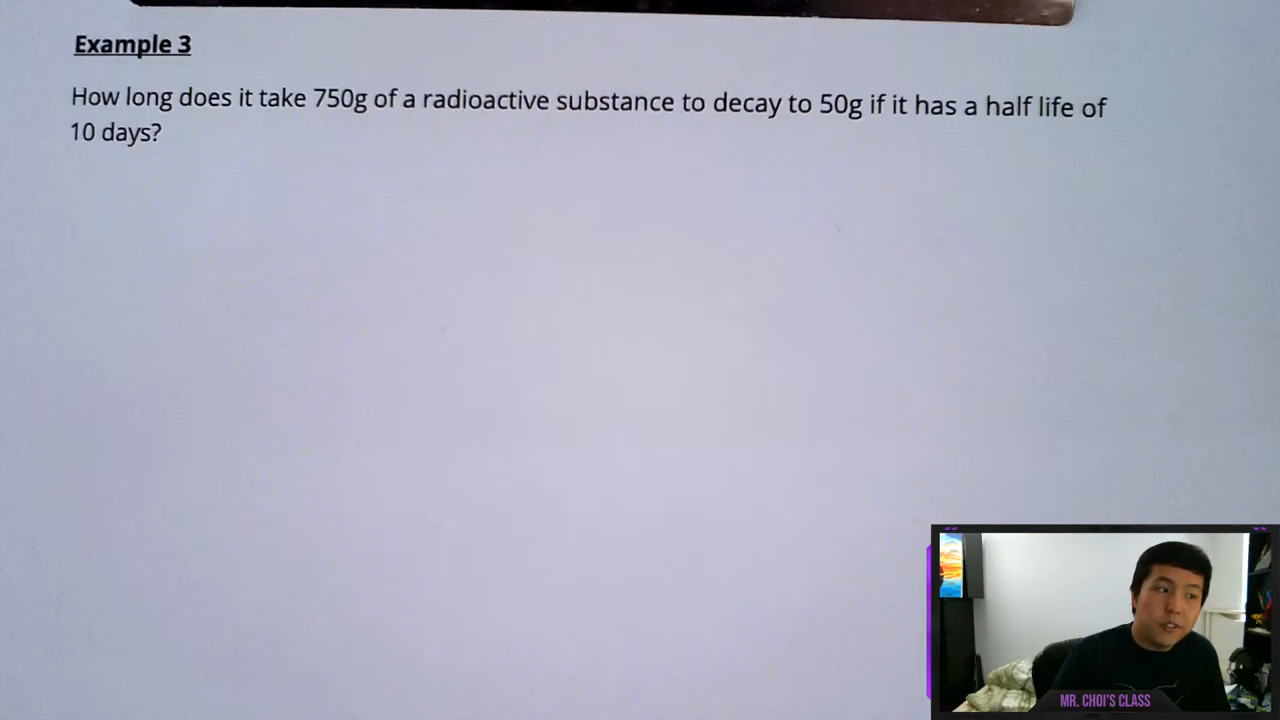 Example 3
How long does it take 750g of a radioactive substance to decay to 50g if it has a half life of
10 days?
MR. CHOI'S CLASS